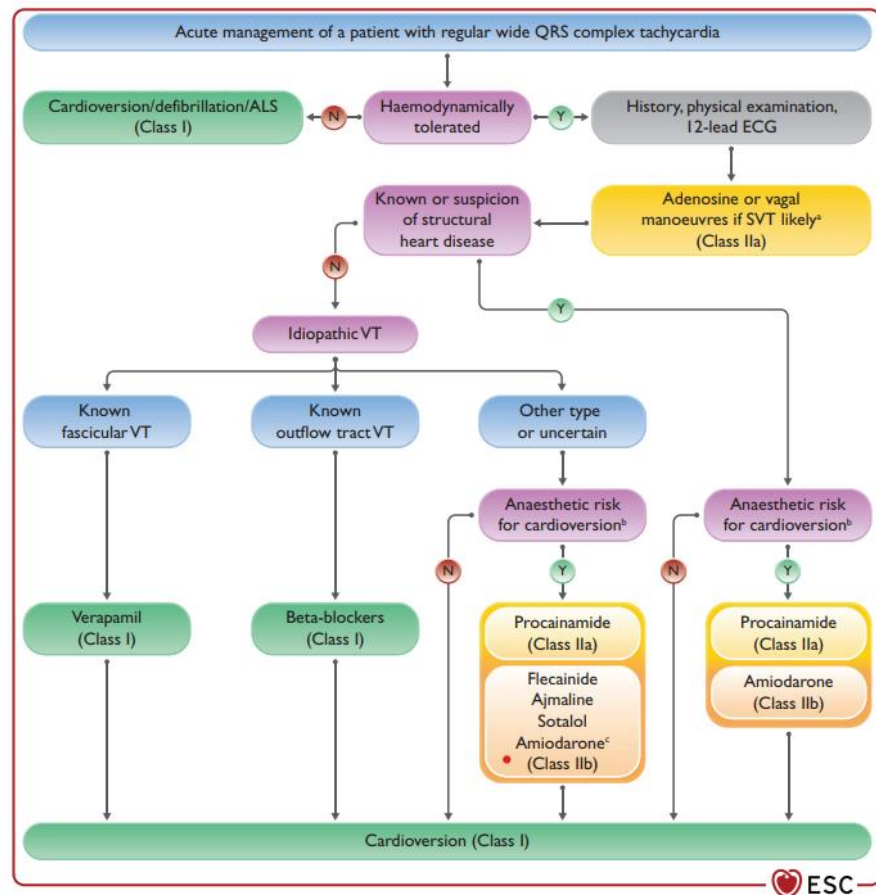 Acute management of a patient with regular wide QRS complex tachycardia
Cardioversion/defibrillation/ALS
(Class I)
N
Haemodynamically
tolerated
Y
History, physical examination,
12-lead ECG
Known or suspicion
of structural
heart disease
Adenosine or vagal
manoeuvres if SVT likelyᵃ
(Class IIa)
N
Y
Idiopathic VT
Known
fascicular VT
Known
outflow tract VT
Other type
or uncertain
Anaesthetic risk
for cardioversionᵇ
Anaesthetic risk
for cardioversionᵇ
N
Y
N
Y
Verapamil
(Class I)
Beta-blockers
(Class I)
Procainamide
(Class IIa)
Flecainide
Ajmaline
Sotalol
Amiodaroneᶜ
(Class IIb)
Procainamide
(Class IIa)
Amiodarone
(Class IIb)
Cardioversion (Class I)
ESC